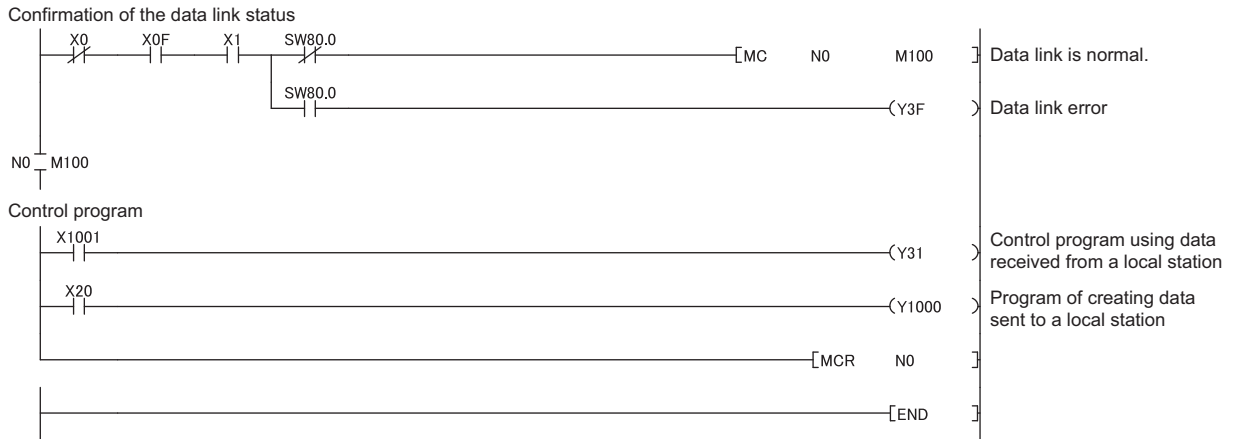 Confirmation of the data link status
X0 X0F X1 SW80.0
[MC N0 M100 ] Data link is normal.
SW80.0
(Y3F ) Data link error
N0 M100
Control program
X1001
(Y31 ) Control program using data
received from a local station
X20
(Y1000 ) Program of creating data
sent to a local station
[MCR N0 ]
[END ]